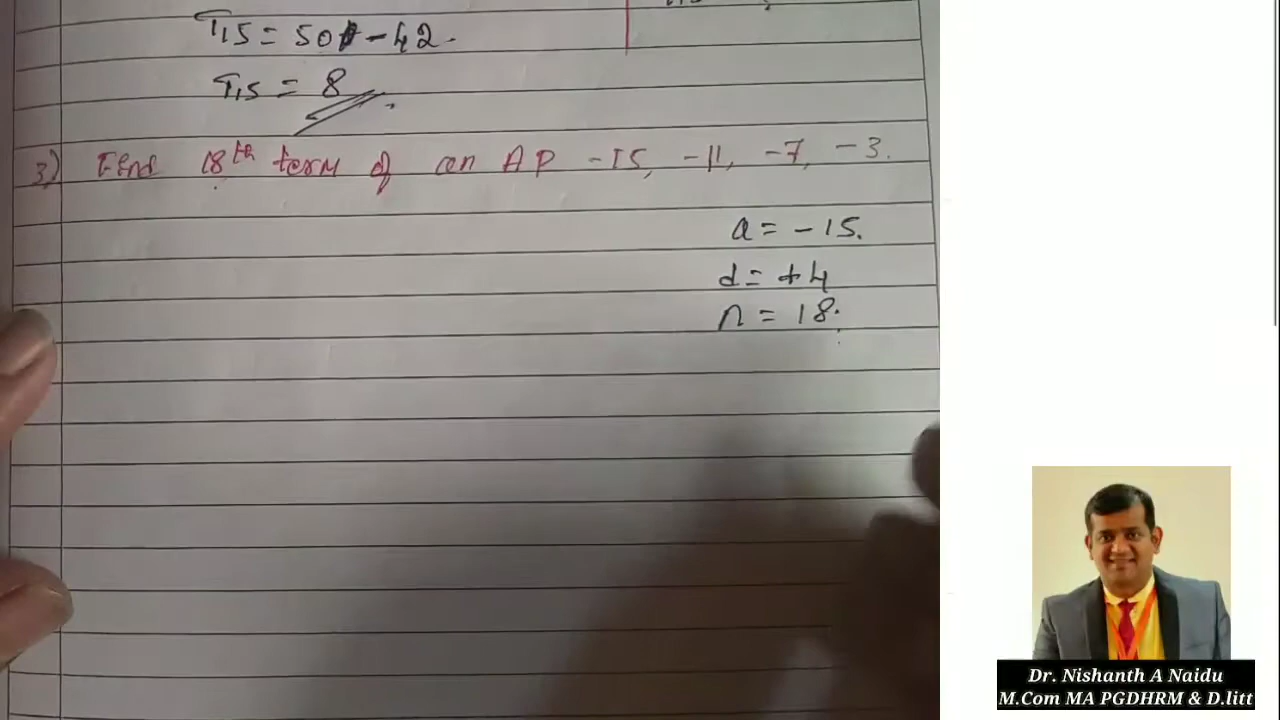 T15 = 50 - 42.
T15 = 8
3) Find 18th term of an AP -15, -11, -7, -3.
a = -15.
d = +4
n = 18.
Dr. Nishanth A Naidu
M.Com MA PGDHRM & D.litt